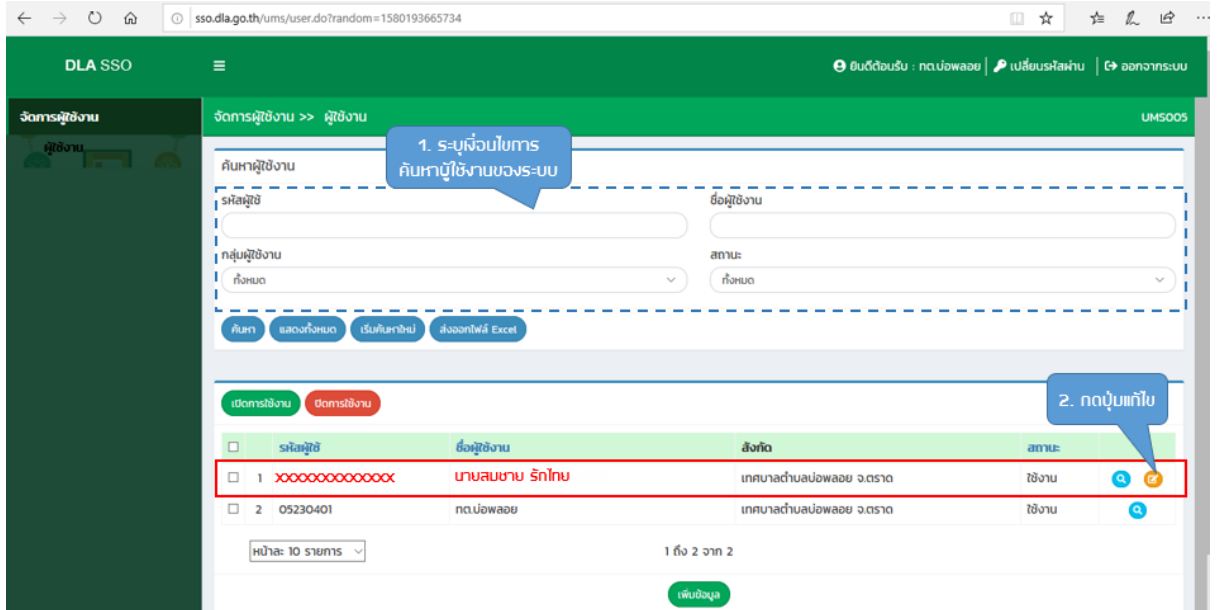 sso.dla.go.th/ums/user.do?random=1580193665734
DLA SSO
ยินดีต้อนรับ : ทต.บ่อพลอย | เปลี่ยนรหัสผ่าน | ออกจากระบบ
จัดการผู้ใช้งาน
จัดการผู้ใช้งาน >> ผู้ใช้งาน
UMS005
ผู้ใช้งาน
1. ระบุเงื่อนไขการ
ค้นหาผู้ใช้งานของระบบ
ค้นหาผู้ใช้งาน
รหัสผู้ใช้
ชื่อผู้ใช้งาน
กลุ่มผู้ใช้งาน
สถานะ
ทั้งหมด
ทั้งหมด
ค้นหา แสดงทั้งหมด เริ่มค้นหาใหม่ ส่งออกไฟล์ Excel
เปิดการใช้งาน ปิดการใช้งาน
2. กดปุ่มแก้ไข
รหัสผู้ใช้ ชื่อผู้ใช้งาน สังกัด สถานะ
1 XXXXXXXXXXXXX นายสมชาย รักไทย เทศบาลตำบลบ่อพลอย จ.ตราด ใช้งาน
2 05230401 ทต.บ่อพลอย เทศบาลตำบลบ่อพลอย จ.ตราด ใช้งาน
หน้าละ 10 รายการ
1 ถึง 2 จาก 2
เพิ่มข้อมูล